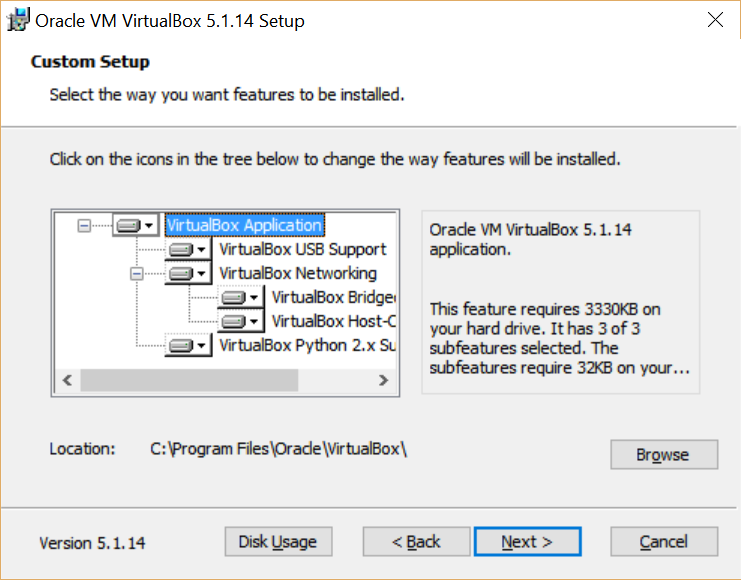 Oracle VM VirtualBox 5.1.14 Setup
Custom Setup
Select the way you want features to be installed.
Click on the icons in the tree below to change the way features will be installed.
VirtualBox Application
VirtualBox USB Support
VirtualBox Networking
VirtualBox Bridge
VirtualBox Host-
VirtualBox Python 2.x Su
Oracle VM VirtualBox 5.1.14
application.
This feature requires 3330KB on
your hard drive. It has 3 of 3
subfeatures selected. The
subfeatures require 32KB on your...
Location: C:\Program Files\Oracle\VirtualBox\
Browse
Version 5.1.14
Disk Usage
< Back
Next >
Cancel